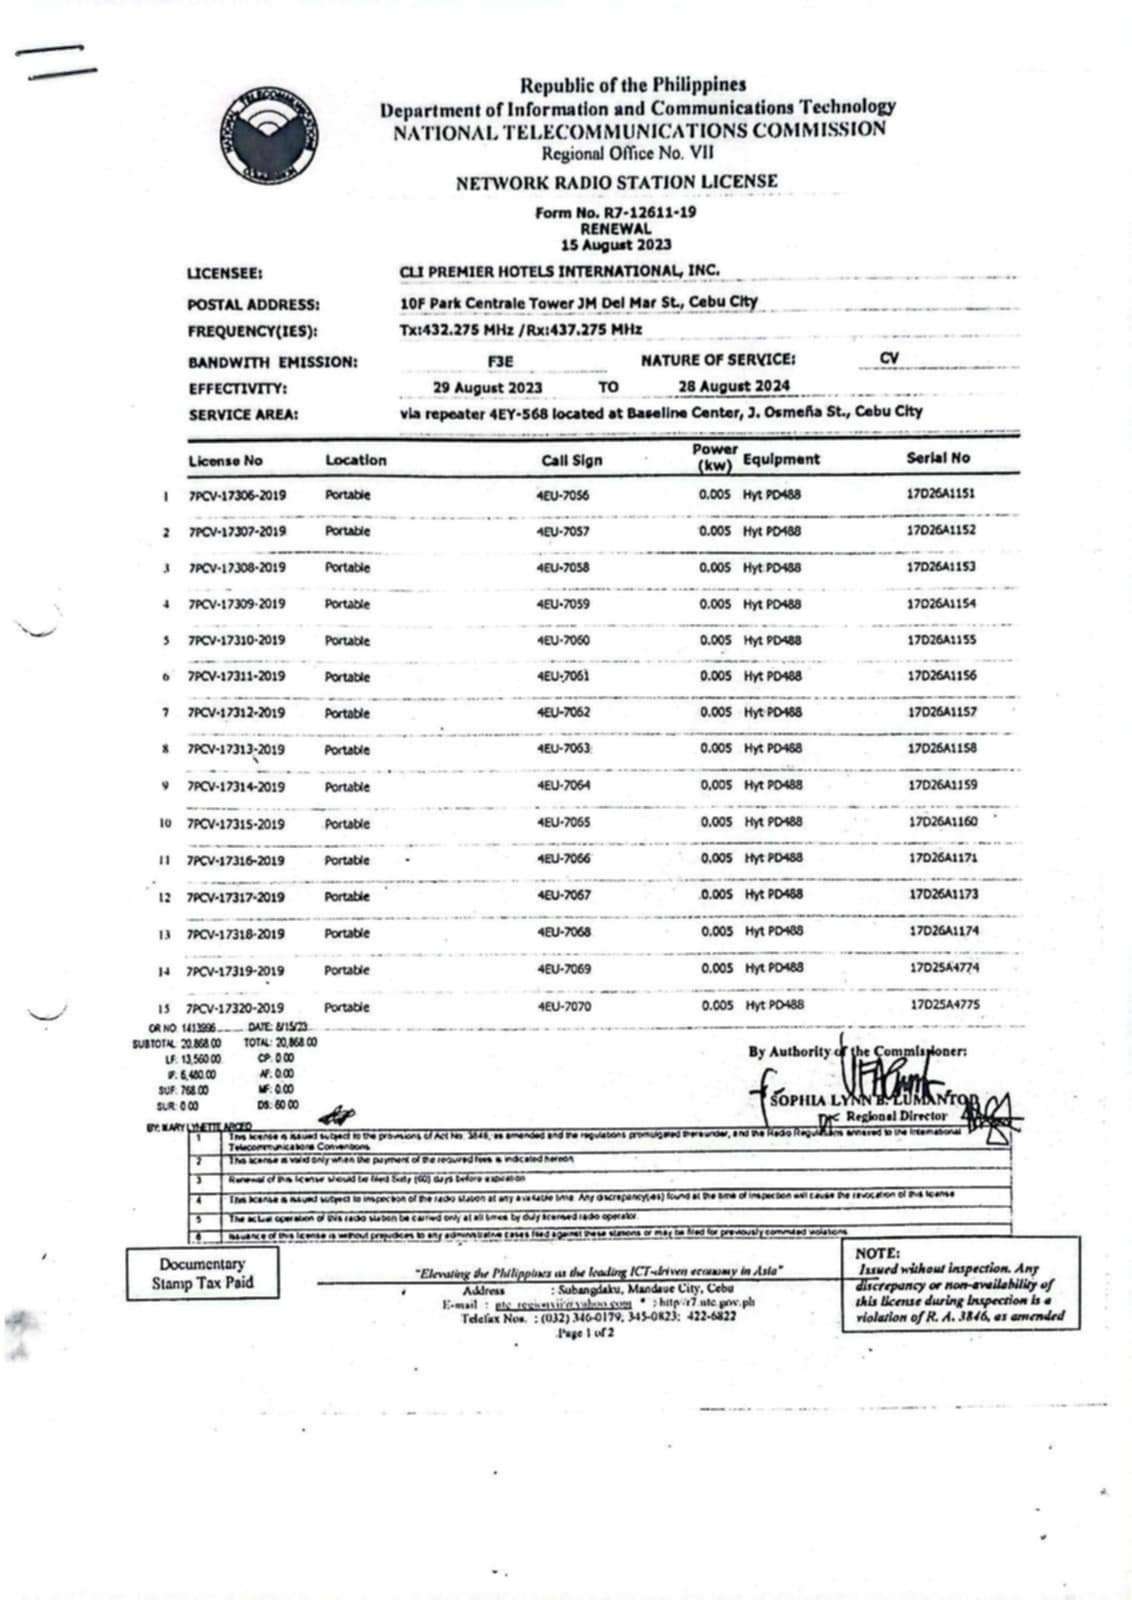 Republic of the Philippines
Department of Information and Communications Technology
NATIONAL TELECOMMUNICATIONS COMMISSION
Regional Office No. VII
NETWORK RADIO STATION LICENSE
Form No. R7-12611-19
RENEWAL
15 August 2023
NATIONAL TELECOMMUNICATIONS COMMISSION
LICENSEE: CLI PREMIER HOTELS INTERNATIONAL, INC.
POSTAL ADDRESS: 10F Park Centrale Tower JM Del Mar St., Cebu City
FREQUENCY(IES): Tx:432.275 MHz /Rx:437.275 MHz
BANDWITH EMISSION: F3E NATURE OF SERVICE: CV
EFFECTIVITY: 29 August 2023 TO 28 August 2024
SERVICE AREA: via repeater 4EY-568 located at Baseline Center, J. Osmeña St., Cebu City
License No Location Call Sign Power (kw) Equipment Serial No
1 7PCV-17306-2019 Portable 4EU-7056 0.005 Hyt PD488 17D26A1151
2 7PCV-17307-2019 Portable 4EU-7057 0.005 Hyt PD488 17D26A1152
3 7PCV-17308-2019 Portable 4EU-7058 0.005 Hyt PD488 17D26A1153
4 7PCV-17309-2019 Portable 4EU-7059 0.005 Hyt PD488 17D26A1154
5 7PCV-17310-2019 Portable 4EU-7060 0.005 Hyt PD488 17D26A1155
6 7PCV-17311-2019 Portable 4EU-7061 0.005 Hyt PD488 17D26A1156
7 7PCV-17312-2019 Portable 4EU-7062 0.005 Hyt PD488 17D26A1157
8 7PCV-17313-2019 Portable 4EU-7063 0.005 Hyt PD488 17D26A1158
9 7PCV-17314-2019 Portable 4EU-7064 0.005 Hyt PD488 17D26A1159
10 7PCV-17315-2019 Portable 4EU-7065 0.005 Hyt PD488 17D26A1160
11 7PCV-17316-2019 Portable 4EU-7066 0.005 Hyt PD488 17D26A1171
12 7PCV-17317-2019 Portable 4EU-7067 0.005 Hyt PD488 17D26A1173
13 7PCV-17318-2019 Portable 4EU-7068 0.005 Hyt PD488 17D26A1174
14 7PCV-17319-2019 Portable 4EU-7069 0.005 Hyt PD488 17D25A4774
15 7PCV-17320-2019 Portable 4EU-7070 0.005 Hyt PD488 17D25A4775
OR NO: 1413996 DATE: 8/15/23
SUBTOTAL: 20,868.00 TOTAL: 20,868.00
LF: 13,560.00 CP: 0.00
IF: 6,480.00 AF: 0.00
SUF: 768.00 MF: 0.00
SUR: 0.00 DS: 60.00
BY: MARY LYNETTE ARCEO
By Authority of the Commissioner:
SOPHIA LYNN B. LUMANTOD
Regional Director
1 This license is issued subject to the provisions of Act No. 3846, as amended and the regulations promulgated thereunder, and the Radio Regulations annexed to the International
Telecommunications Conventions
2 This license is valid only when the payment of the required fees is indicated hereon
3 Renewal of this license should be filed Sixty (60) days before expiration
4 This license is issued subject to inspection of the radio station at any available time. Any discrepancy(ies) found at the time of inspection will cause the revocation of this license
5 The actual operation of this radio station be carried only at all times by duly licensed radio operator.
6 Issuance of this license is without prejudices to any administrative cases filed against these stations or may be filed for previously commited violations
Documentary
Stamp Tax Paid
"Elevating the Philippines as the leading ICT-driven economy in Asia"
Address : Subangdaku, Mandaue City, Cebu
E-mail : ntc_regionvii@yahoo.com * : http//r7.ntc.gov.ph
Telefax Nos. : (032) 346-0179; 345-0823; 422-6822
Page 1 of 2
NOTE:
Issued without inspection. Any
discrepancy or non-availability of
this license during inspection is a
violation of R. A. 3846, as amended